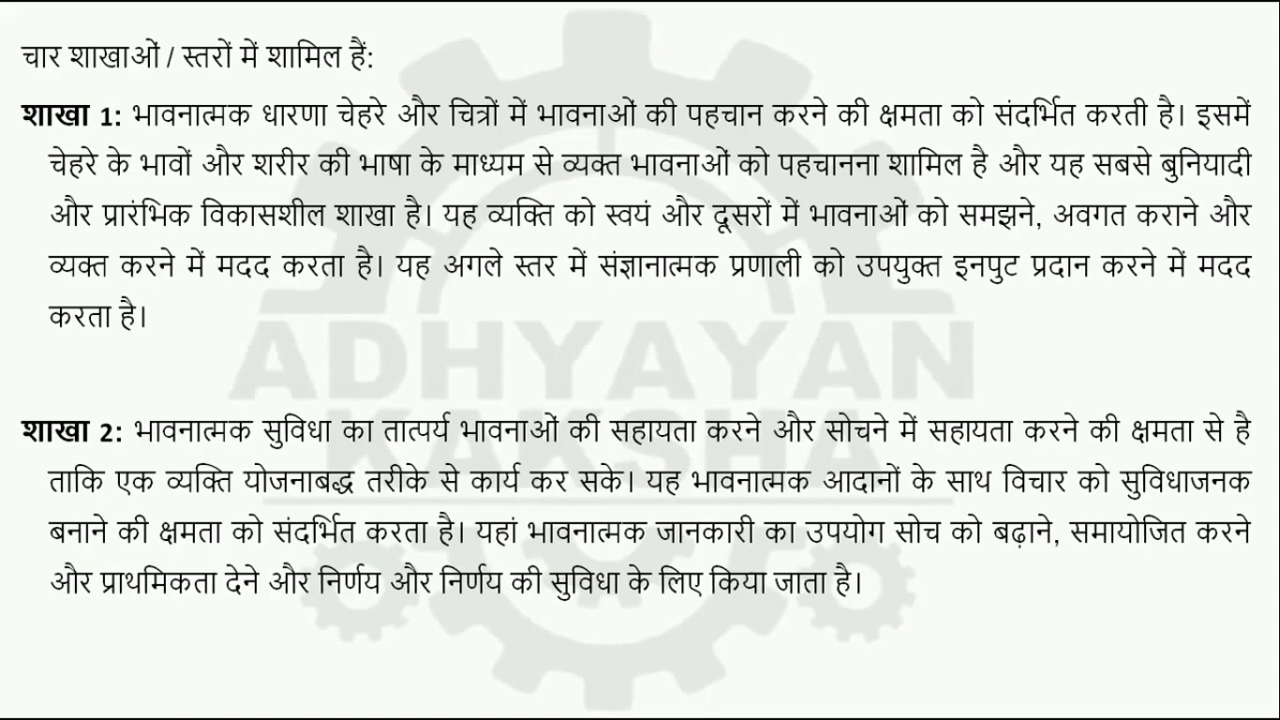 चार शाखाओं / स्तरों में शामिल हैं:
शाखा 1: भावनात्मक धारणा चेहरे और चित्रों में भावनाओं की पहचान करने की क्षमता को संदर्भित करती है। इसमें
चेहरे के भावों और शरीर की भाषा के माध्यम से व्यक्त भावनाओं को पहचानना शामिल है और यह सबसे बुनियादी
और प्रारंभिक विकासशील शाखा है। यह व्यक्ति को स्वयं और दूसरों में भावनाओं को समझने, अवगत कराने और
व्यक्त करने में मदद करता है। यह अगले स्तर में संज्ञानात्मक प्रणाली को उपयुक्त इनपुट प्रदान करने में मदद
करता है।
ADHYAYAN
KAKSHA
शाखा 2: भावनात्मक सुविधा का तात्पर्य भावनाओं की सहायता करने और सोचने में सहायता करने की क्षमता से है
ताकि एक व्यक्ति योजनाबद्ध तरीके से कार्य कर सके। यह भावनात्मक आदानों के साथ विचार को सुविधाजनक
बनाने की क्षमता को संदर्भित करता है। यहां भावनात्मक जानकारी का उपयोग सोच को बढ़ाने, समायोजित करने
और प्राथमिकता देने और निर्णय और निर्णय की सुविधा के लिए किया जाता है।